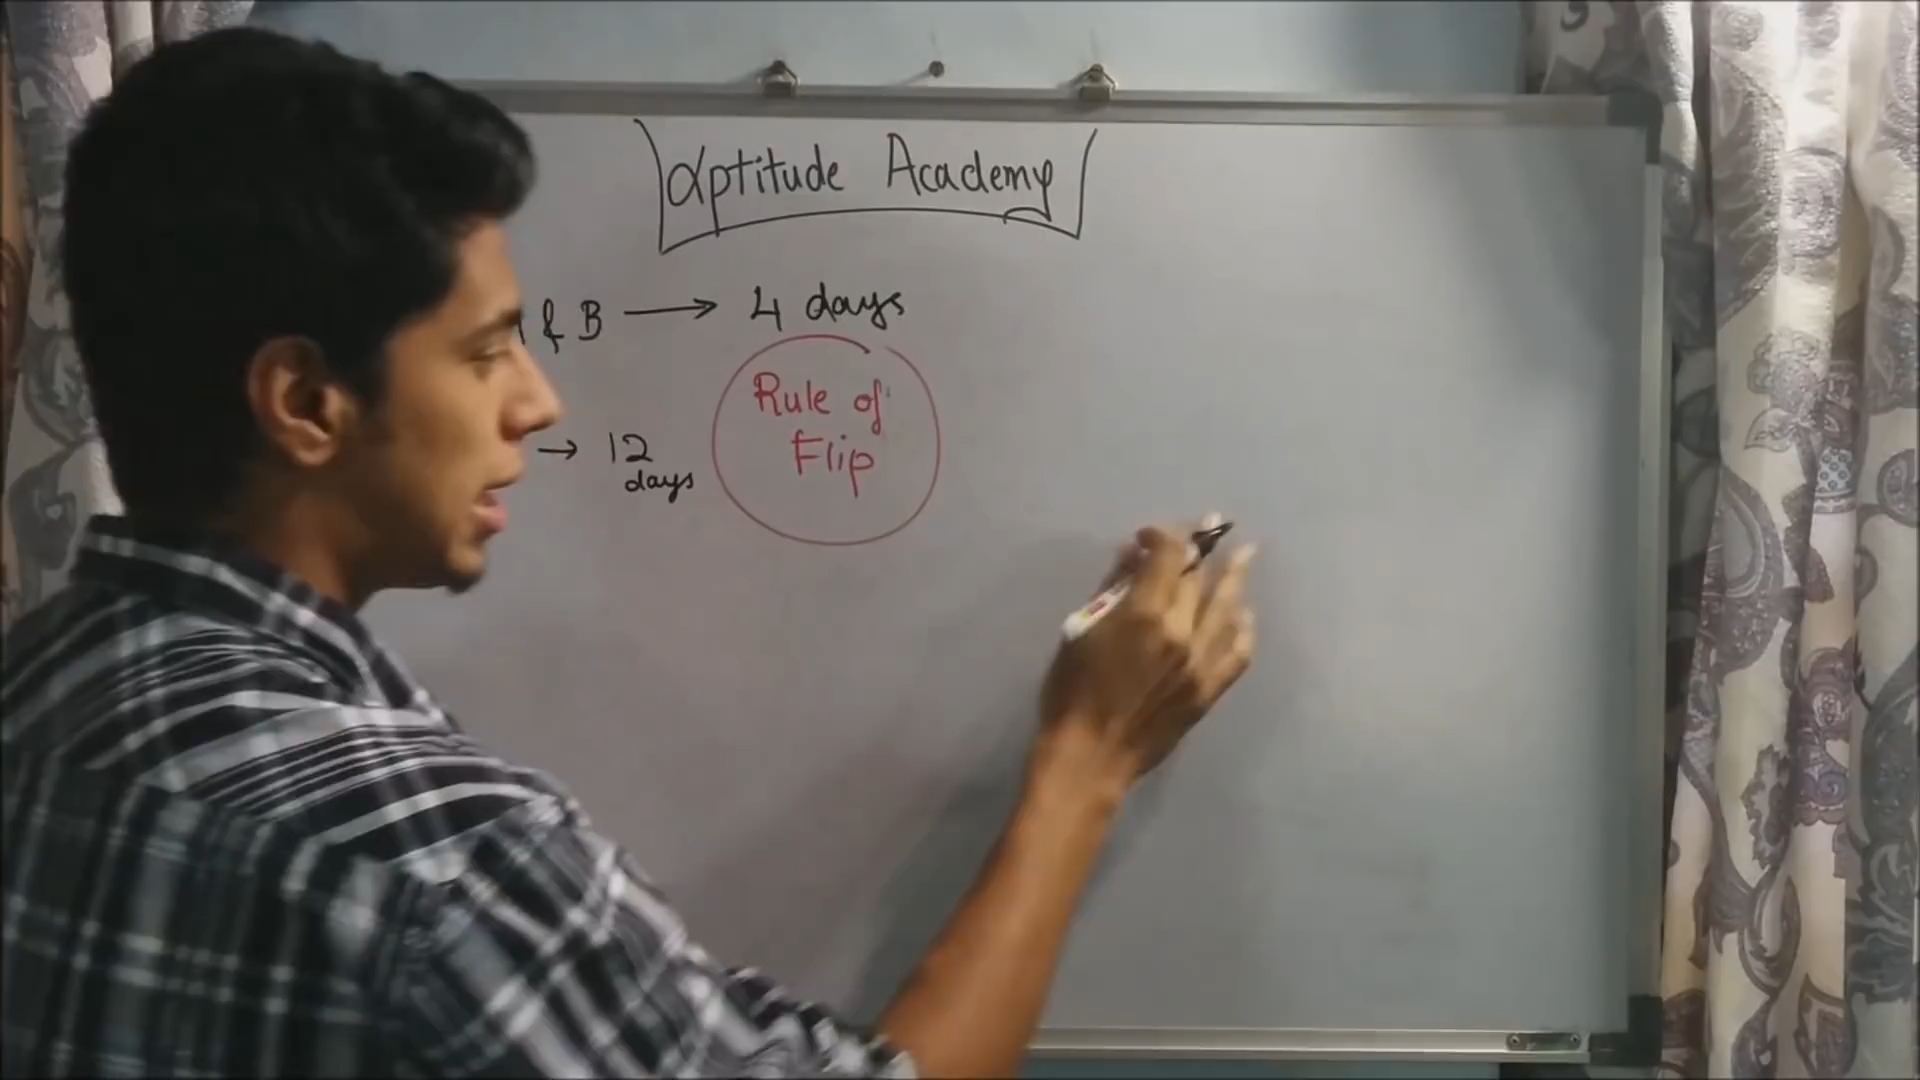 Aptitude Academy
& B → 4 days
→ 12
days
Rule of
Flip